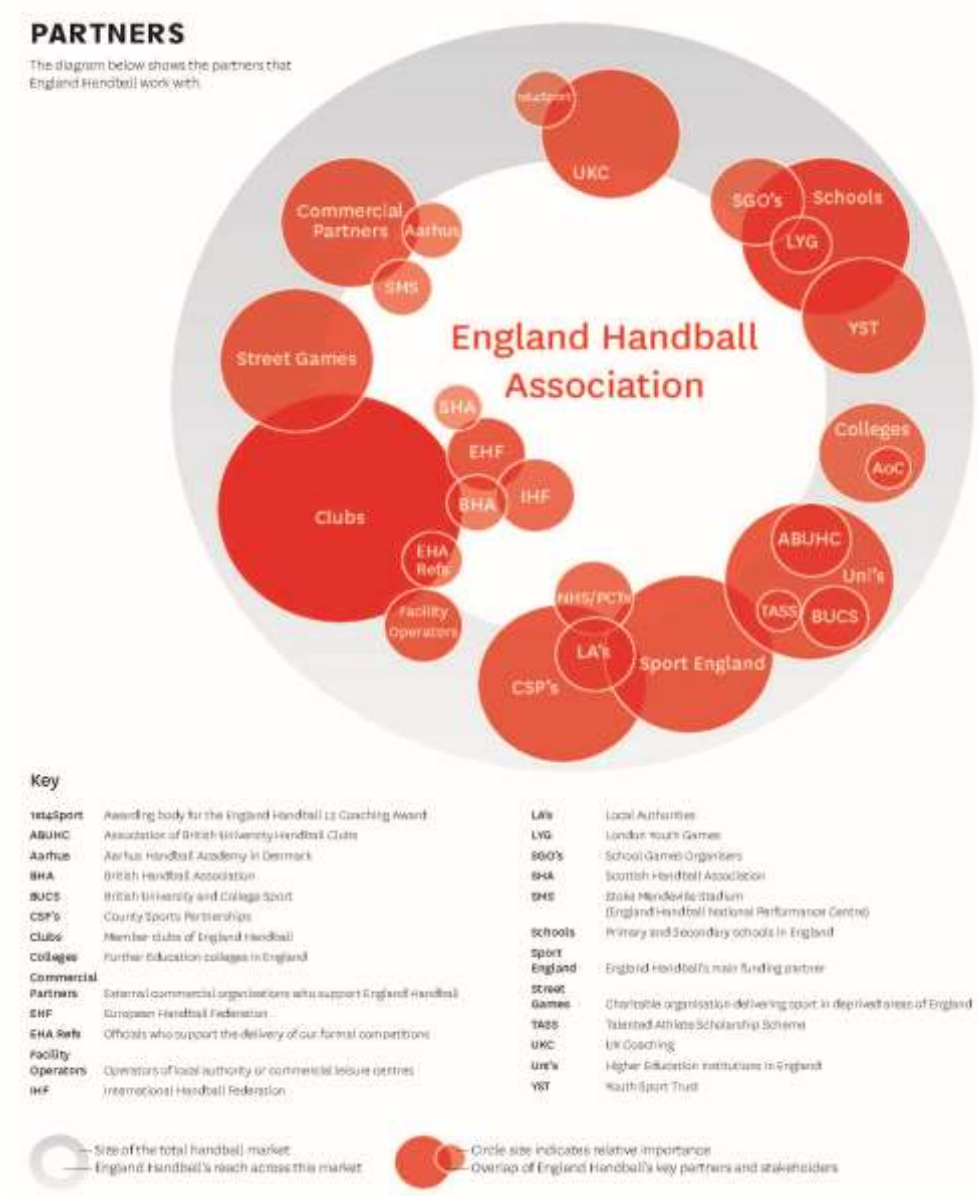 PARTNERS
The diagram below shows the partners that
England Handball work with.
1st4Sport
UKC
SGO's
Schools
LYG
YST
Commercial
Partners
Aarhus
SMS
Street Games
England Handball
Association
SHA
EHF
BHA
IHF
Clubs
EHA
Refs
Facility
Operators
Colleges
AoC
ABUHC
Uni's
TASS
BUCS
NHS/PCTs
LA's
CSP's
Sport England
Key
1st4Sport Awarding body for the England Handball L2 Coaching Award
ABUHC Association of British University Handball Clubs
Aarhus Aarhus Handball Academy in Denmark
BHA British Handball Association
BUCS British University and College Sport
CSP's County Sports Partnerships
Clubs Member clubs of England Handball
Colleges Further Education colleges in England
Commercial
Partners External commercial organisations who support England Handball
EHF European Handball Federation
EHA Refs Officials who support the delivery of our formal competitions
Facility
Operators Operators of local authority or commercial leisure centres
IHF International Handball Federation
LA's Local Authorities
LYG London Youth Games
SGO's School Games Organisers
SHA Scottish Handball Association
SMS Stoke Mandeville Stadium
(England Handball National Performance Centre)
Schools Primary and Secondary schools in England
Sport
England England Handball's main funding partner
Street
Games Charitable organisation delivering sport in deprived areas of England
TASS Talented Athlete Scholarship Scheme
UKC UK Coaching
Uni's Higher Education institutions in England
YST Youth Sport Trust
Size of the total handball market
England Handball's reach across this market
Circle size indicates relative importance
Overlap of England Handball's key partners and stakeholders